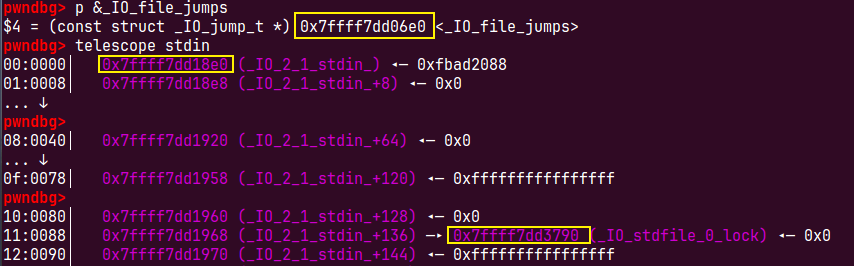 pwndbg> p &_IO_file_jumps
$4 = (const struct _IO_jump_t *) 0x7ffff7dd06e0 <_IO_file_jumps>
pwndbg> telescope stdin
00:0000│ 0x7ffff7dd18e0 (_IO_2_1_stdin_) ◂— 0xfbad2088
01:0008│ 0x7ffff7dd18e8 (_IO_2_1_stdin_+8) ◂— 0x0
... ↓
pwndbg>
08:0040│ 0x7ffff7dd1920 (_IO_2_1_stdin_+64) ◂— 0x0
... ↓
0f:0078│ 0x7ffff7dd1958 (_IO_2_1_stdin_+120) ◂— 0xffffffffffffffff
pwndbg>
10:0080│ 0x7ffff7dd1960 (_IO_2_1_stdin_+128) ◂— 0x0
11:0088│ 0x7ffff7dd1968 (_IO_2_1_stdin_+136) —▸ 0x7ffff7dd3790 (_IO_stdfile_0_lock) ◂— 0x0
12:0090│ 0x7ffff7dd1970 (_IO_2_1_stdin_+144) ◂— 0xffffffffffffffff